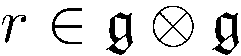 r ∈ 𝔤 ⊗ 𝔤